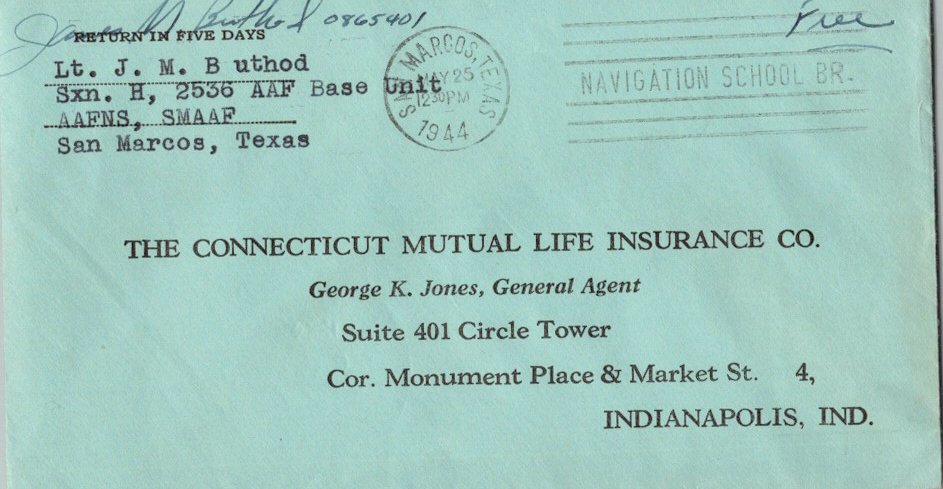 James M Buthod 0865401
Free
RETURN IN FIVE DAYS
Lt. J. M. B uthod
Sxn. H, 2536 AAF Base Unit
AAFNS, SMAAF
San Marcos, Texas
SAN MARCOS, TEXAS
MAY 25
12 30 PM
1944
NAVIGATION SCHOOL BR.
THE CONNECTICUT MUTUAL LIFE INSURANCE CO.
George K. Jones, General Agent
Suite 401 Circle Tower
Cor. Monument Place & Market St. 4,
INDIANAPOLIS, IND.